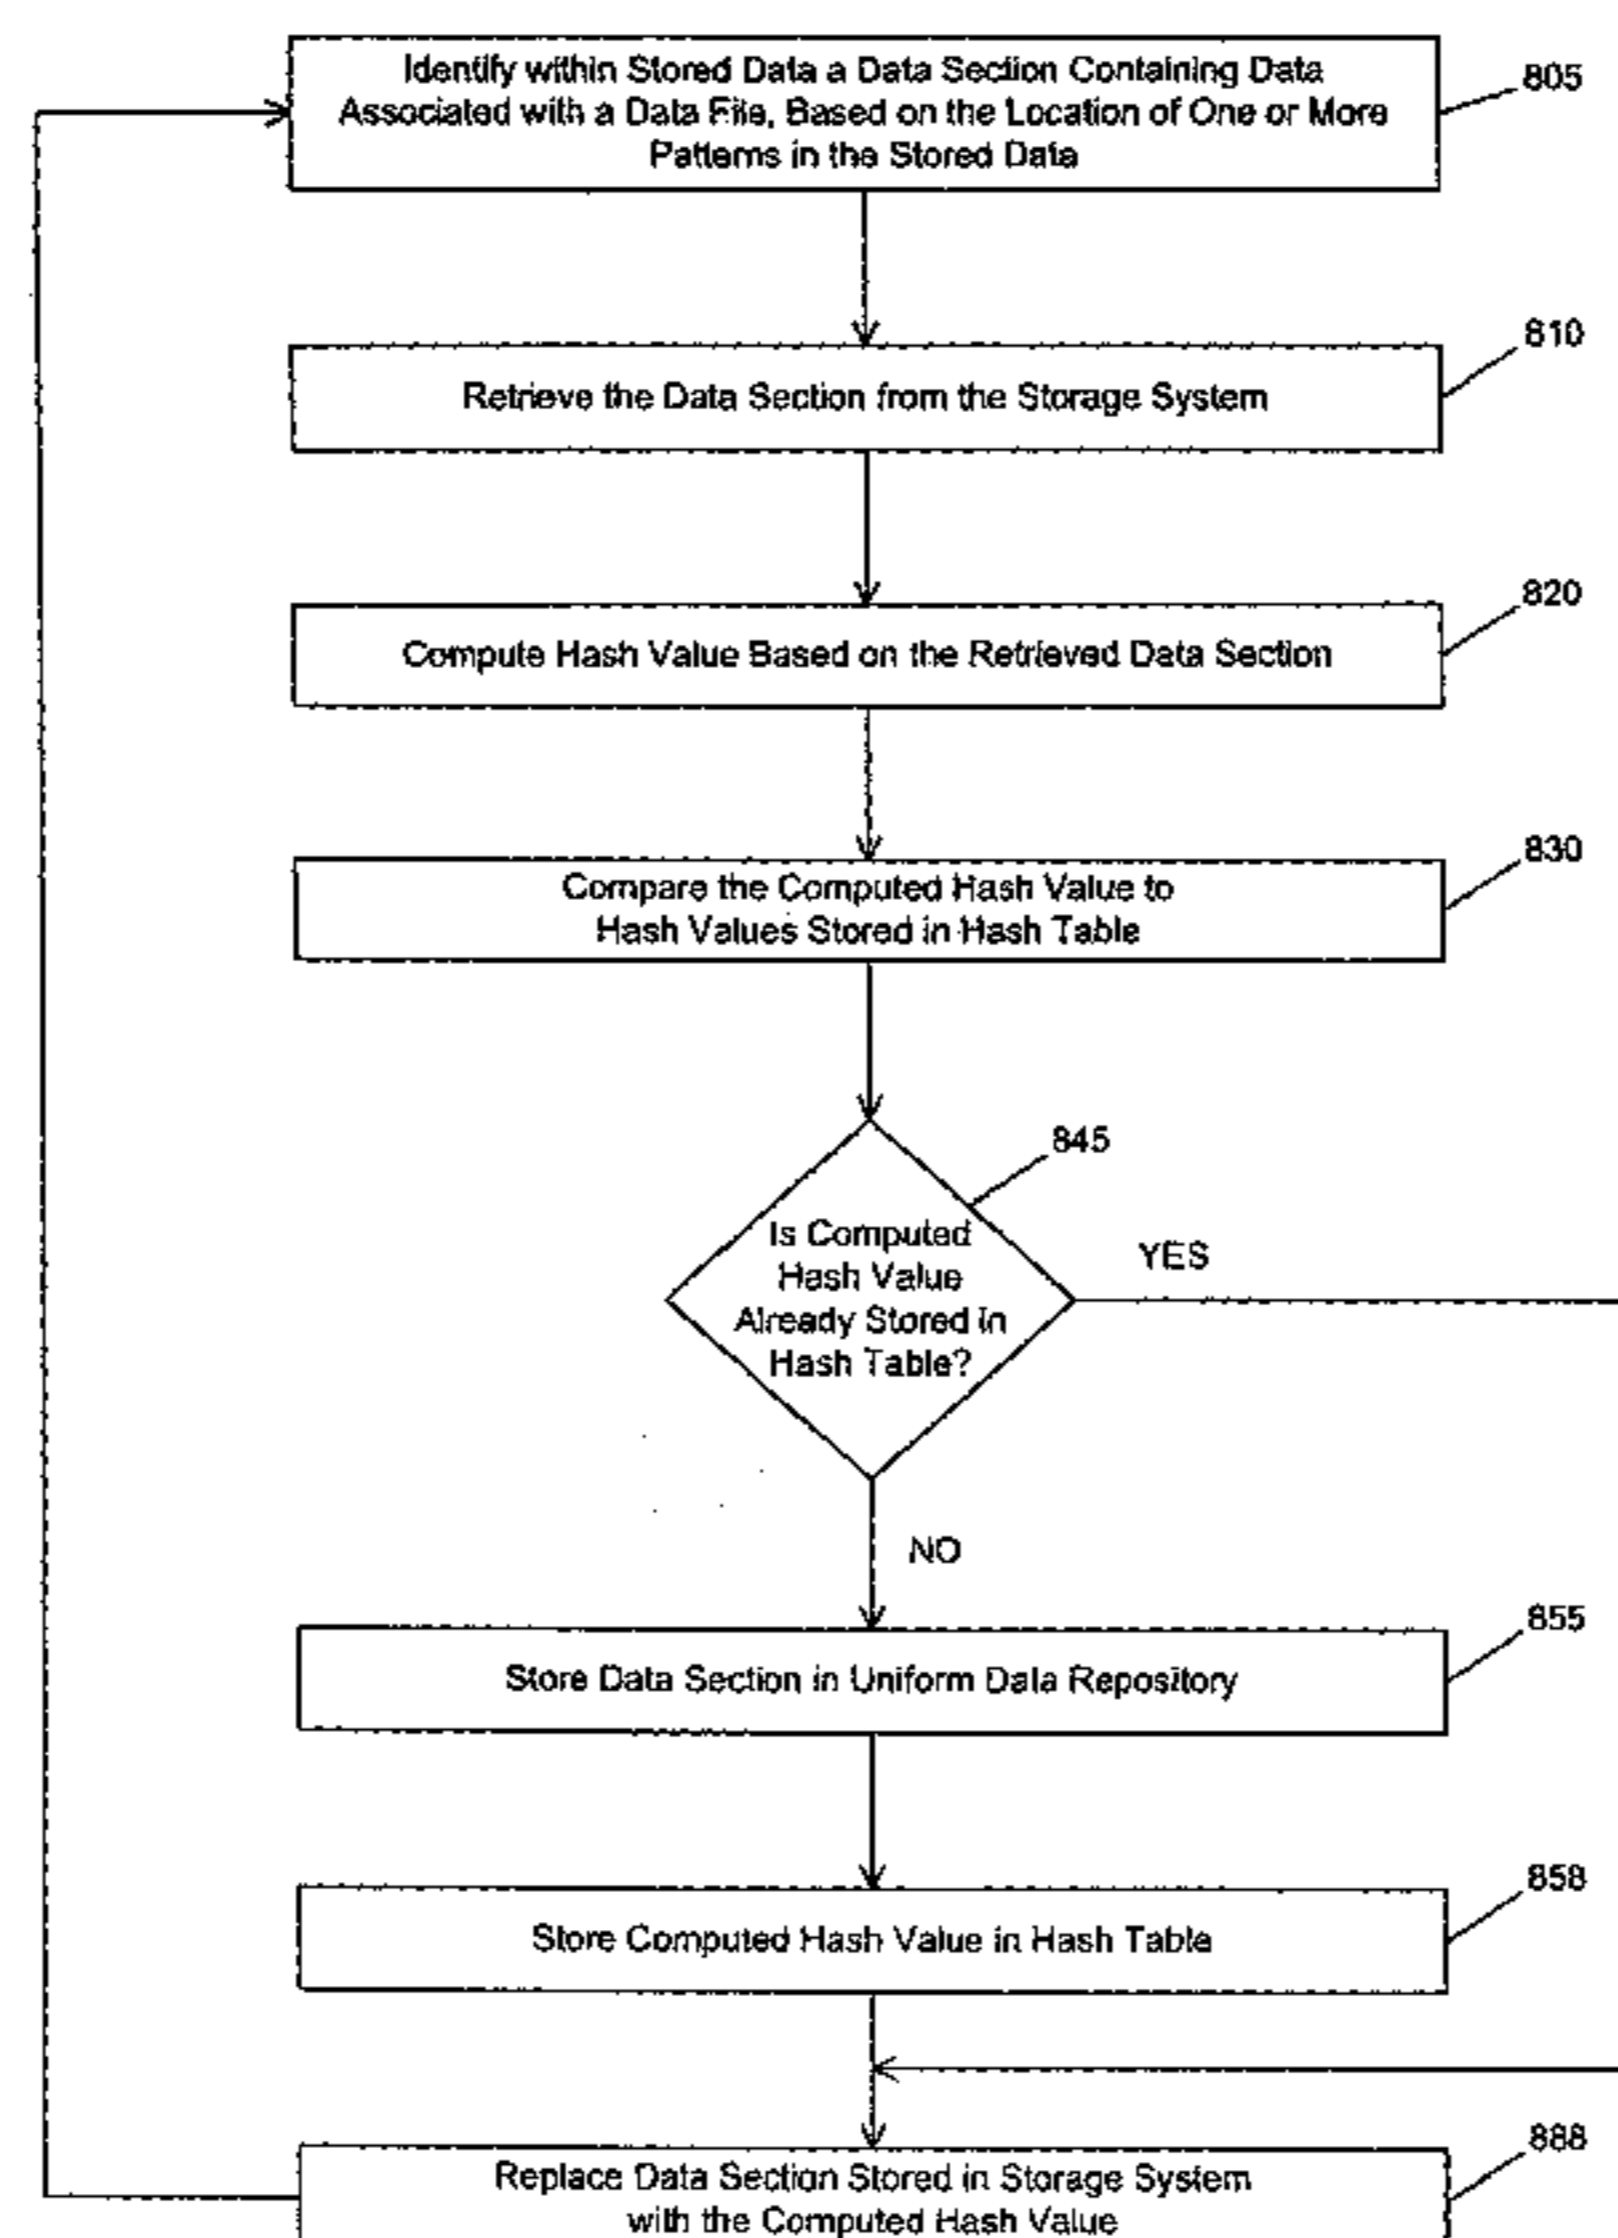 Identify within Stored Data a Data Section Containing Data
Associated with a Data File, Based on the Location of One or More
Patterns in the Stored Data
805
Retrieve the Data Section from the Storage System
810
Compute Hash Value Based on the Retrieved Data Section
820
Compare the Computed Hash Value to
Hash Values Stored in Hash Table
830
845
Is Computed
Hash Value
Already Stored in
Hash Table?
YES
NO
Store Data Section in Uniform Data Repository
855
Store Computed Hash Value in Hash Table
858
Replace Data Section Stored in Storage System
with the Computed Hash Value
888